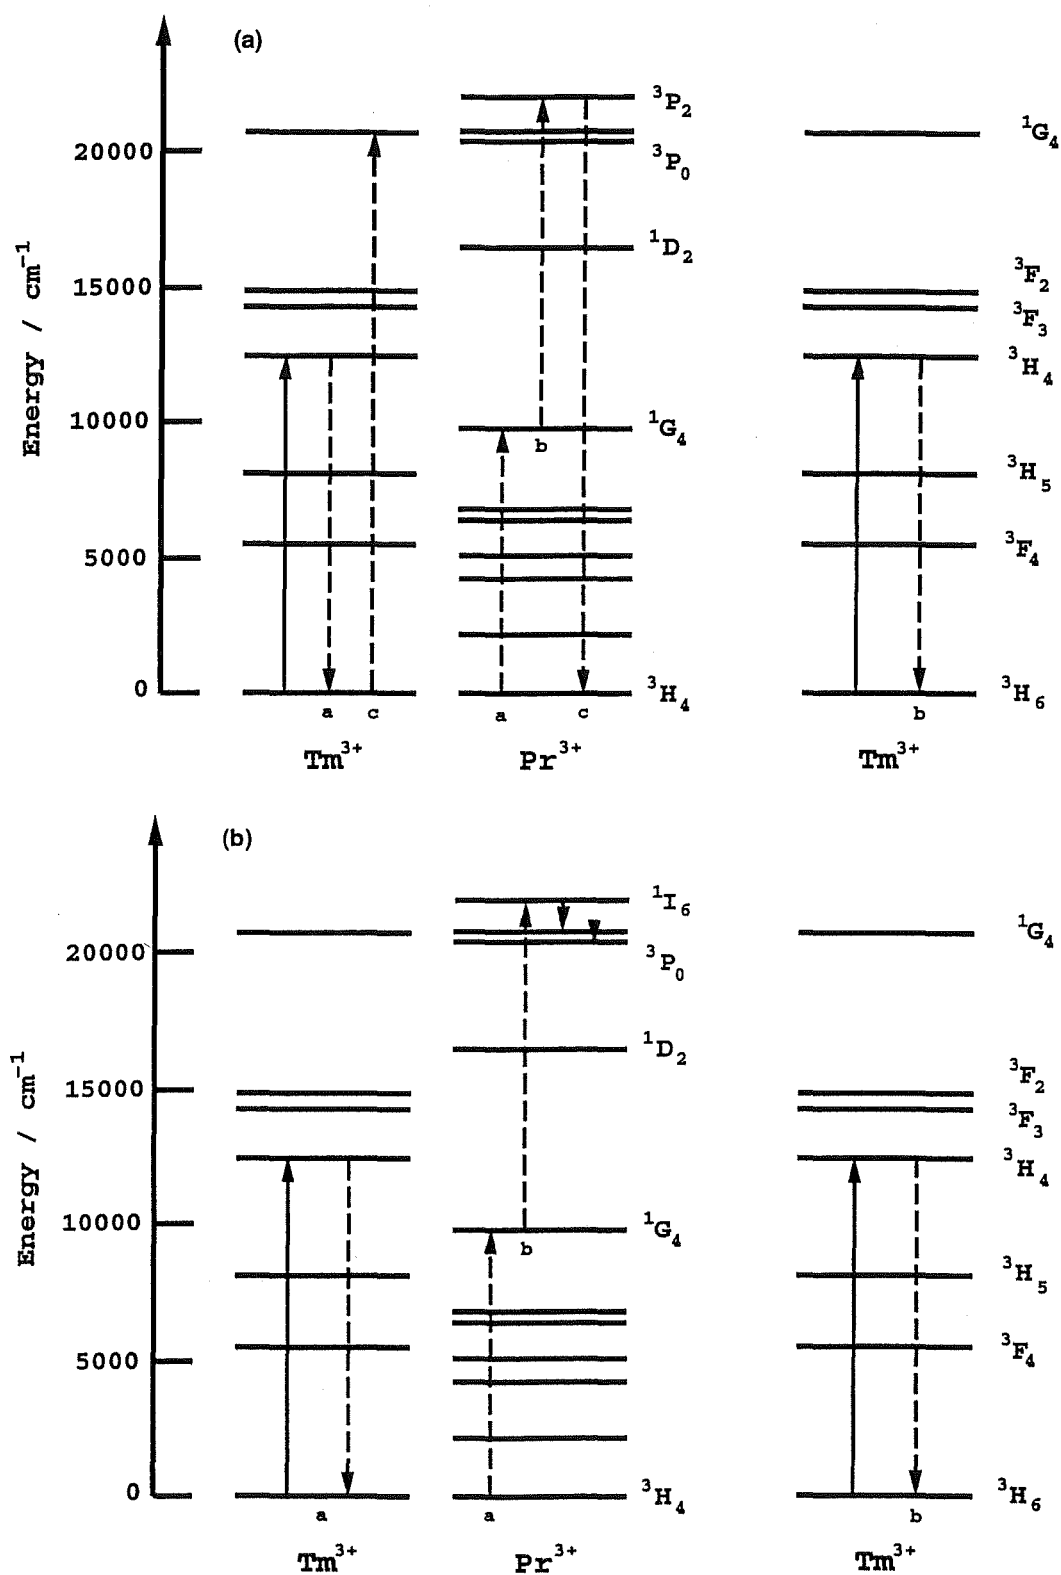 (a)
Energy / cm⁻¹
20000
15000
10000
5000
0
³P₂
³P₀
¹D₂
¹G₄
b
³H₄
a c
a c
b
¹G₄
³F₂
³F₃
³H₄
³H₅
³F₄
³H₆
Tm³⁺ Pr³⁺ Tm³⁺
(b)
Energy / cm⁻¹
20000
15000
10000
5000
0
¹I₆
³P₀
¹D₂
¹G₄
b
³H₄
a
a
b
¹G₄
³F₂
³F₃
³H₄
³H₅
³F₄
³H₆
Tm³⁺ Pr³⁺ Tm³⁺